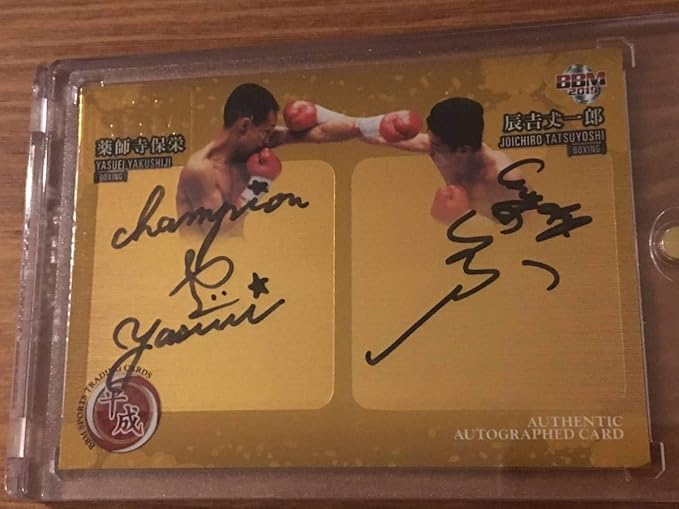 BBM
2019
薬師寺保栄
YASUEI YAKUSHIJI
BOXING
辰吉丈一郎
JOICHIRO TATSUYOSHI
BOXING
champion
Yasuei
平成
BBM SPORTS TRADING CARDS
AUTHENTIC
AUTOGRAPHED CARD